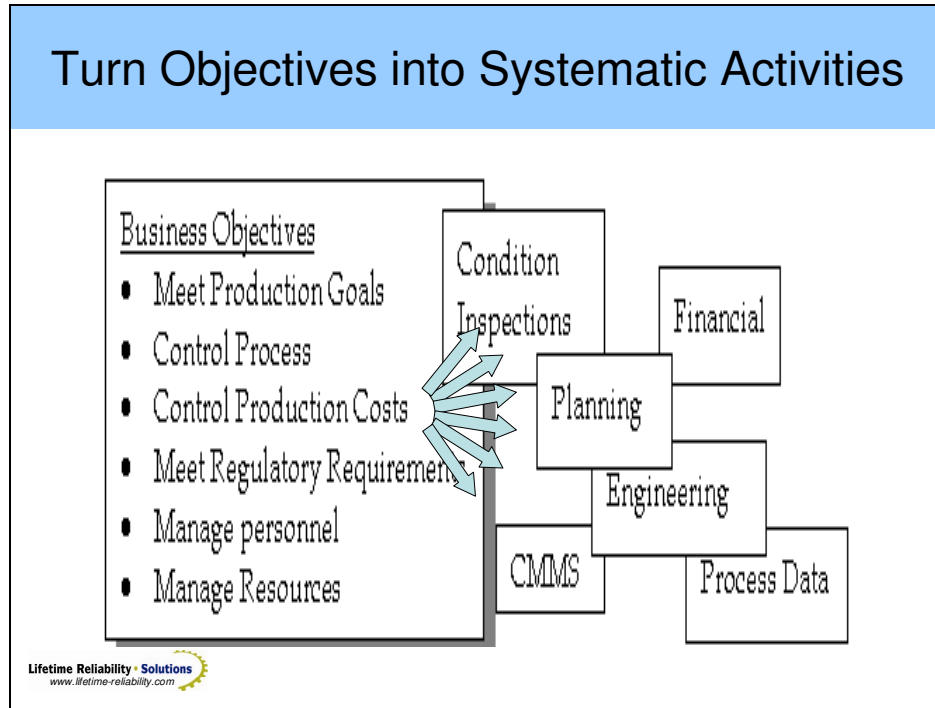 Turn Objectives into Systematic Activities
Business Objectives
• Meet Production Goals
• Control Process
• Control Production Costs
• Meet Regulatory Requirements
• Manage personnel
• Manage Resources
Condition
Inspections
Financial
Planning
Engineering
CMMS
Process Data
Lifetime Reliability • Solutions
www.lifetime-reliability.com